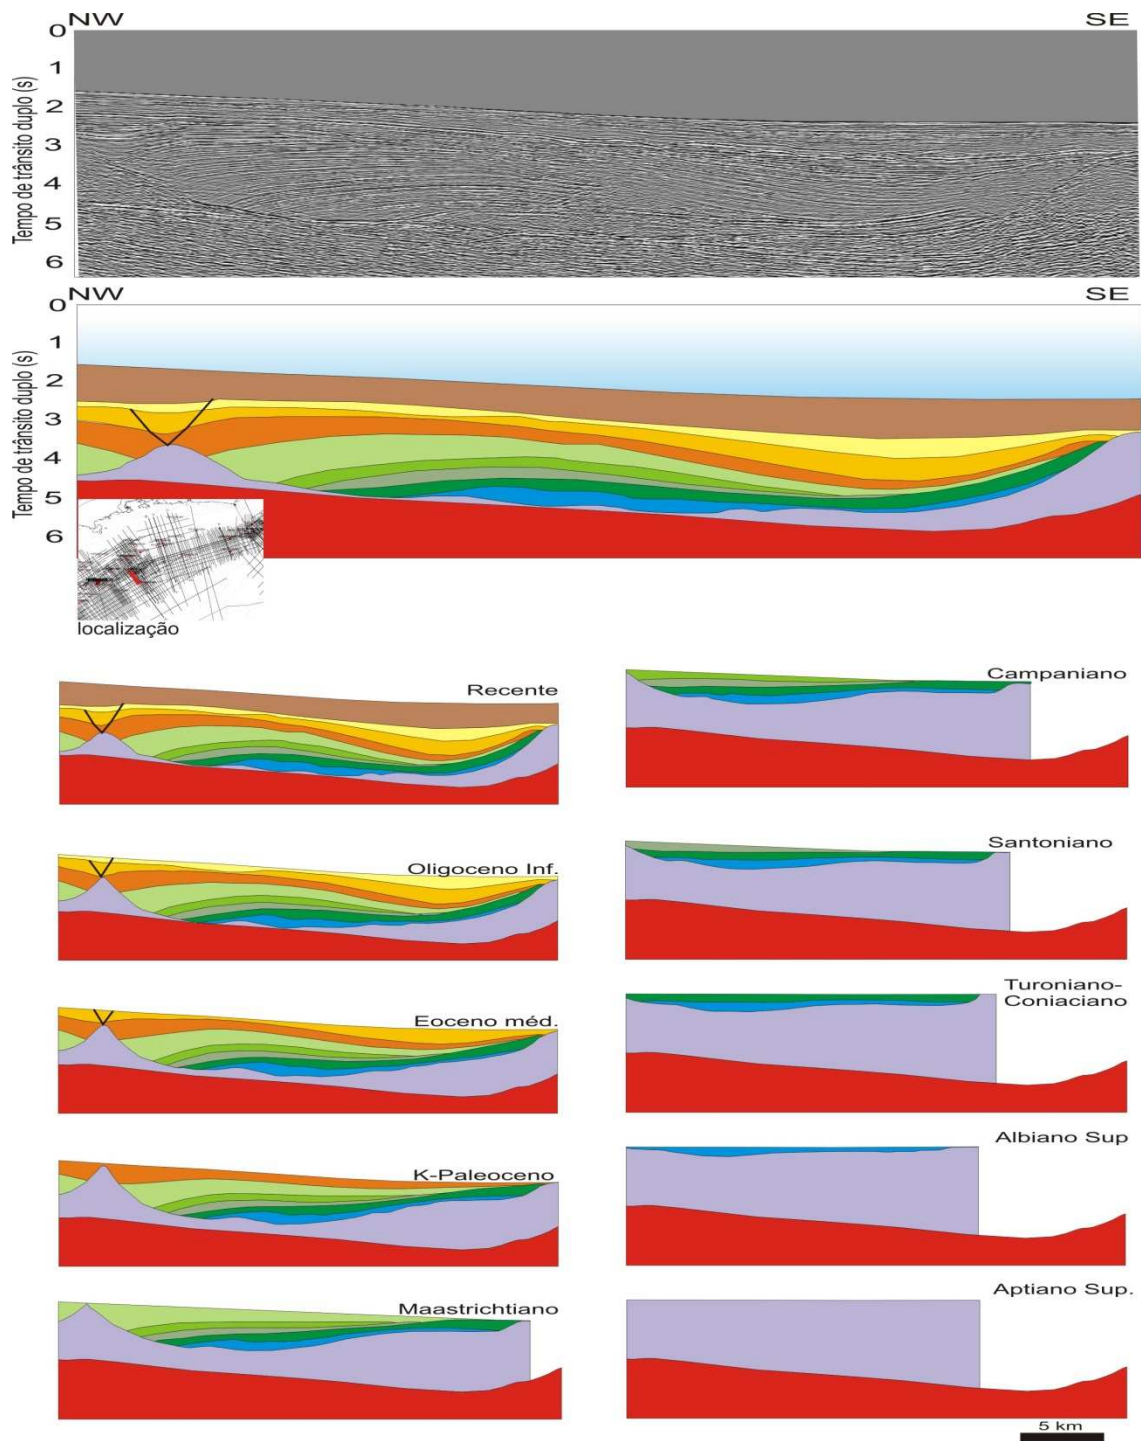 NW SE
0
1
2
3
4
5
6
Tempo de trânsito duplo (s)
NW SE
0
1
2
3
4
5
6
Tempo de trânsito duplo (s)
localização
Recente
Oligoceno Inf.
Eoceno méd.
K-Paleoceno
Maastrichtiano
Campaniano
Santoniano
Turoniano-
Coniaciano
Albiano Sup
Aptiano Sup.
5 km